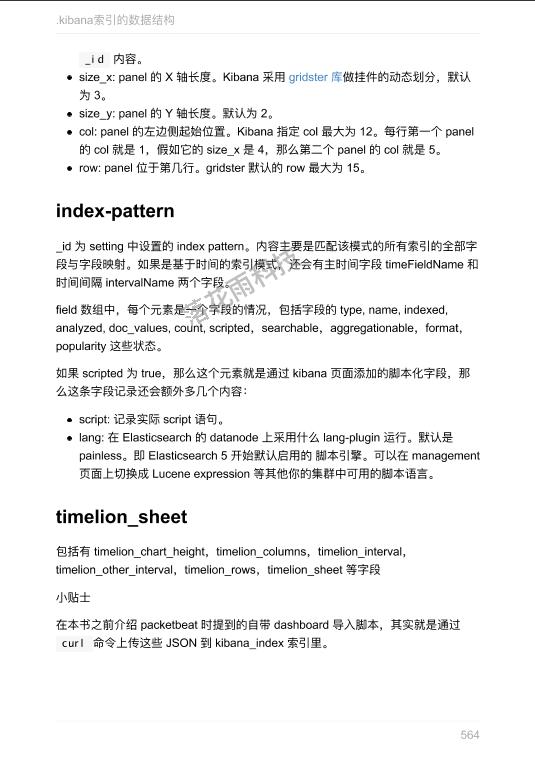 .kibana索引的数据结构
_id 内容。
size_x: panel 的 X 轴长度。Kibana 采用 gridster 库做挂件的动态划分，默认
为 3。
size_y: panel 的 Y 轴长度。默认为 2。
col: panel 的左边侧起始位置。Kibana 指定 col 最大为 12。每行第一个 panel
的 col 就是 1，假如它的 size_x 是 4，那么第二个 panel 的 col 就是 5。
row: panel 位于第几行。gridster 默认的 row 最大为 15。
index-pattern
_id 为 setting 中设置的 index pattern。内容主要是匹配该模式的所有索引的全部字
段与字段映射。如果是基于时间的索引模式，还会有主时间字段 timeFieldName 和
时间间隔 intervalName 两个字段。
field 数组中，每个元素是一个字段的情况，包括字段的 type, name, indexed,
analyzed, doc_values, count, scripted，searchable，aggregationable，format，
popularity 这些状态。
如果 scripted 为 true，那么这个元素就是通过 kibana 页面添加的脚本化字段，那
么这条字段记录还会额外多几个内容：
script: 记录实际 script 语句。
lang: 在 Elasticsearch 的 datanode 上采用什么 lang-plugin 运行。默认是
painless。即 Elasticsearch 5 开始默认启用的 脚本引擎。可以在 management
页面上切换成 Lucene expression 等其他你的集群中可用的脚本语言。
timelion_sheet
包括有 timelion_chart_height，timelion_columns，timelion_interval，
timelion_other_interval，timelion_rows，timelion_sheet 等字段
小贴士
在本书之前介绍 packetbeat 时提到的自带 dashboard 导入脚本，其实就是通过
curl 命令上传这些 JSON 到 kibana_index 索引里。
564
落花雨科技